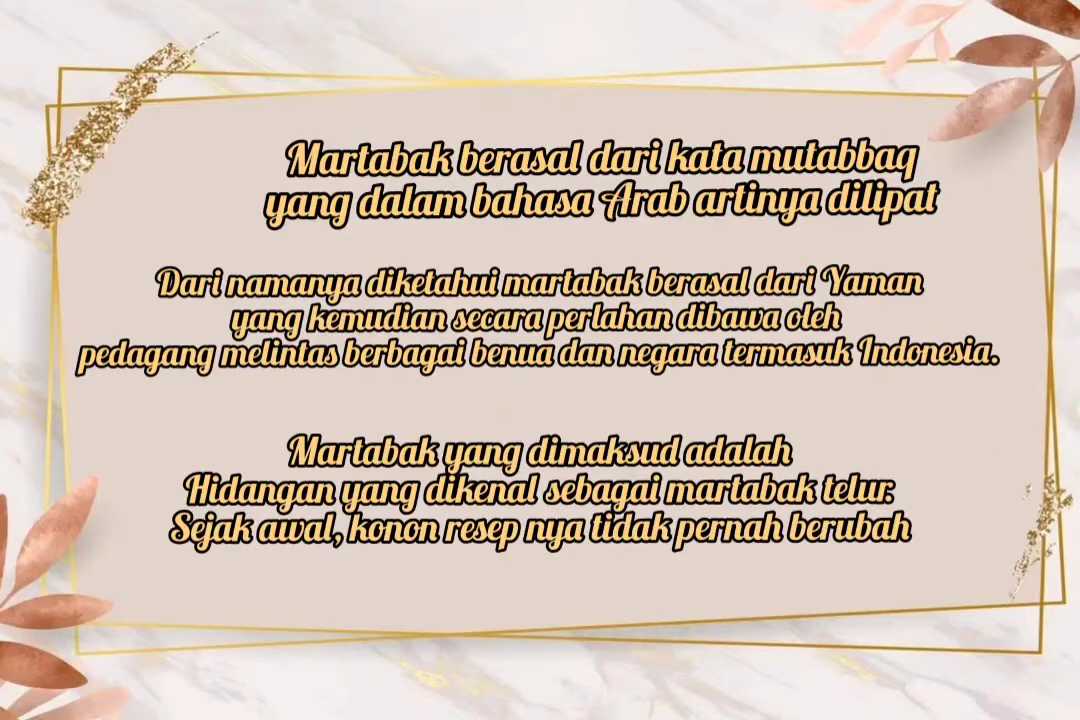 Martabak berasal dari kata mutabbaq
yang dalam bahasa Arab artinya dilipat
Dari namanya diketahui martabak berasal dari Yaman
yang kemudian secara perlahan dibawa oleh
pedagang melintas berbagai benua dan negara termasuk Indonesia.
Martabak yang dimaksud adalah
Hidangan yang dikenal sebagai martabak telur.
Sejak awal, konon resep nya tidak pernah berubah